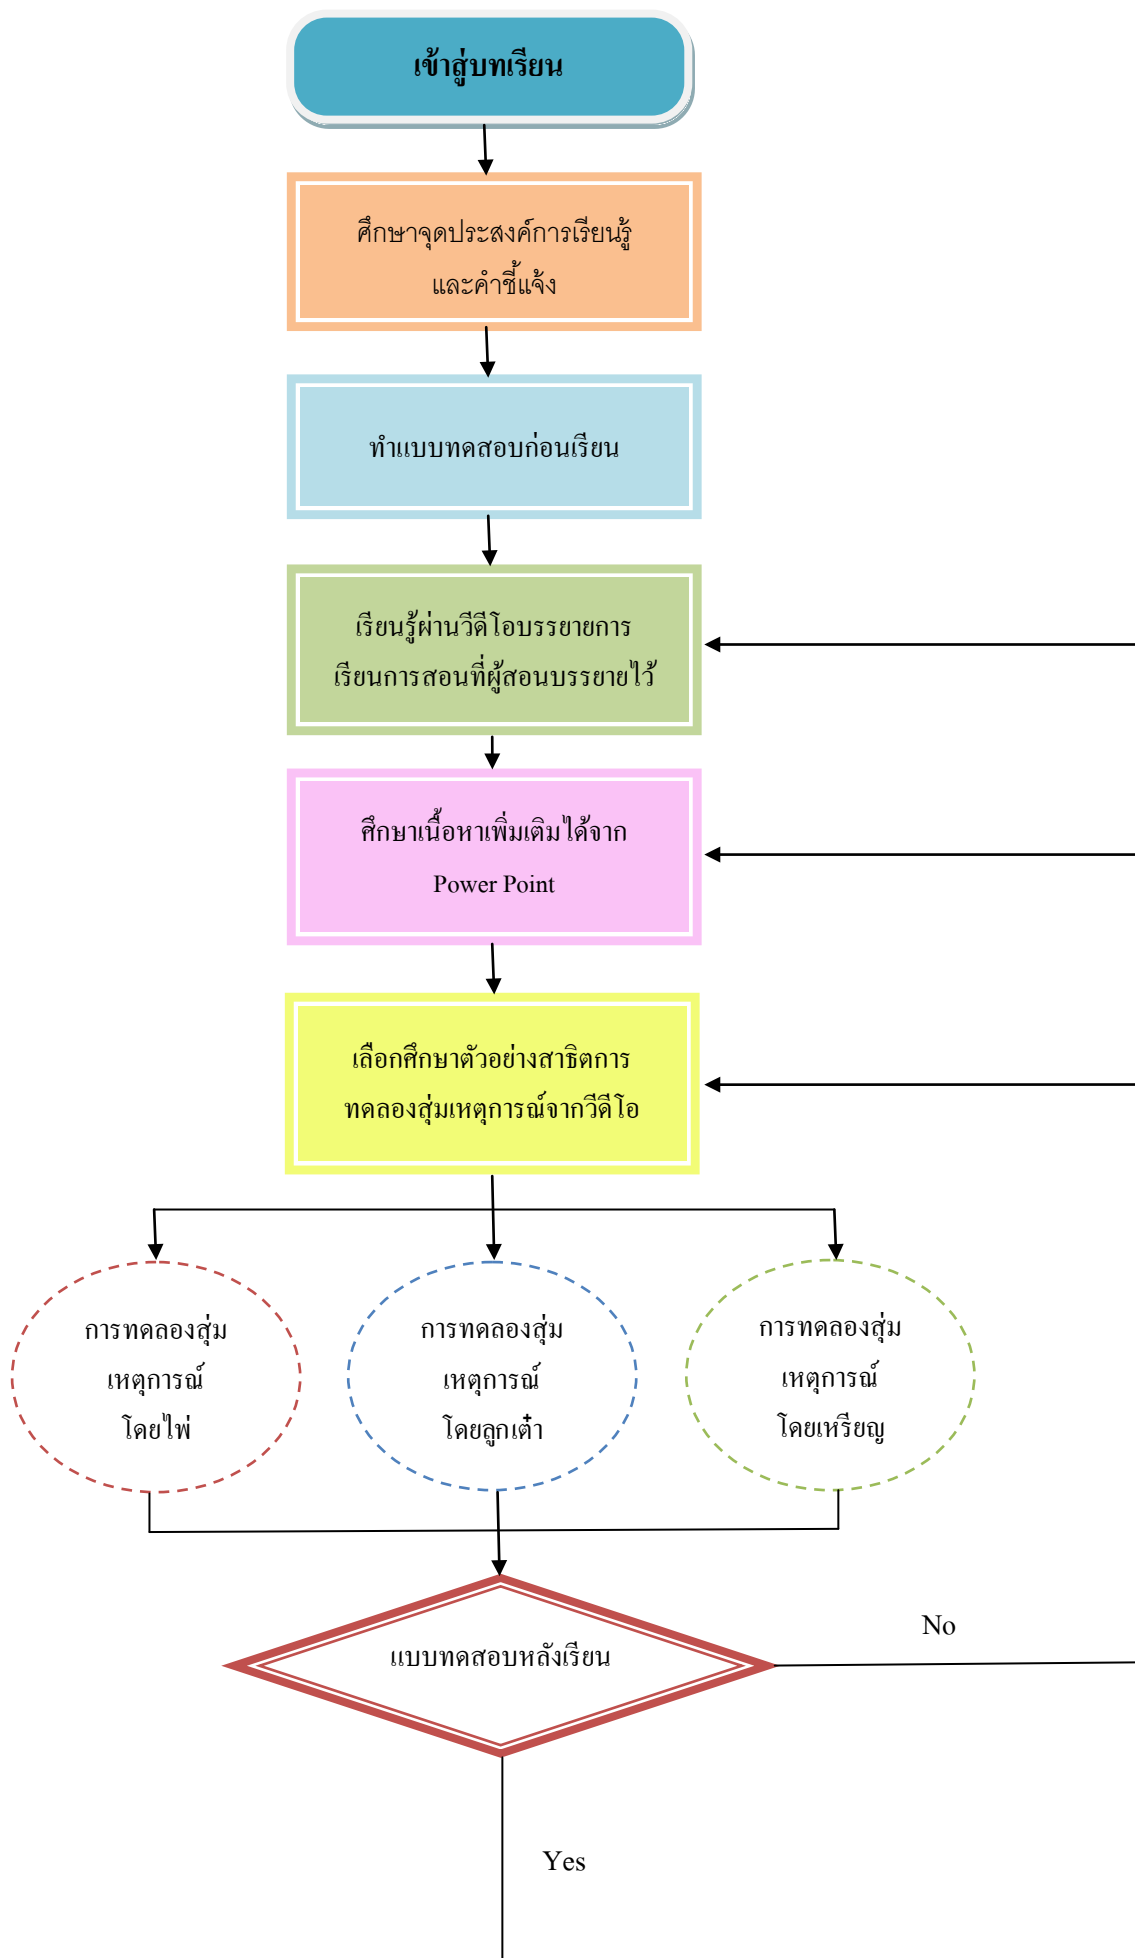 เข้าสู่บทเรียน
ศึกษาจุดประสงค์การเรียนรู้
และคำชี้แจ้ง
ทำแบบทดสอบก่อนเรียน
เรียนรู้ผ่านวีดีโอบรรยายการ
เรียนการสอนที่ผู้สอนบรรยายไว้
ศึกษาเนื้อหาเพิ่มเติมได้จาก
Power Point
เลือกศึกษาตัวอย่างสาธิตการ
ทดลองสุ่มเหตุการณ์จากวีดีโอ
การทดลองสุ่ม
เหตุการณ์
โดยไพ่
การทดลองสุ่ม
เหตุการณ์
โดยลูกเต๋า
การทดลองสุ่ม
เหตุการณ์
โดยเหรียญ
แบบทดสอบหลังเรียน
No
Yes